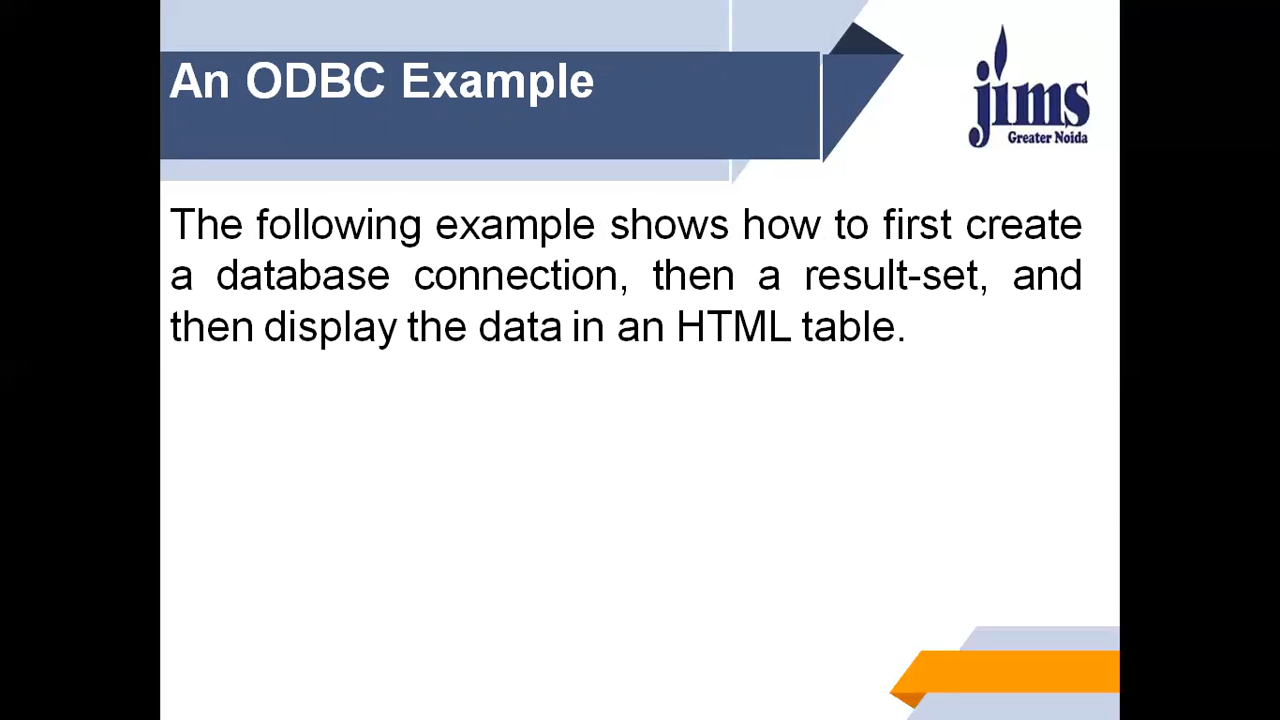 An ODBC Example
jims
Greater Noida
The following example shows how to first create
a database connection, then a result-set, and
then display the data in an HTML table.